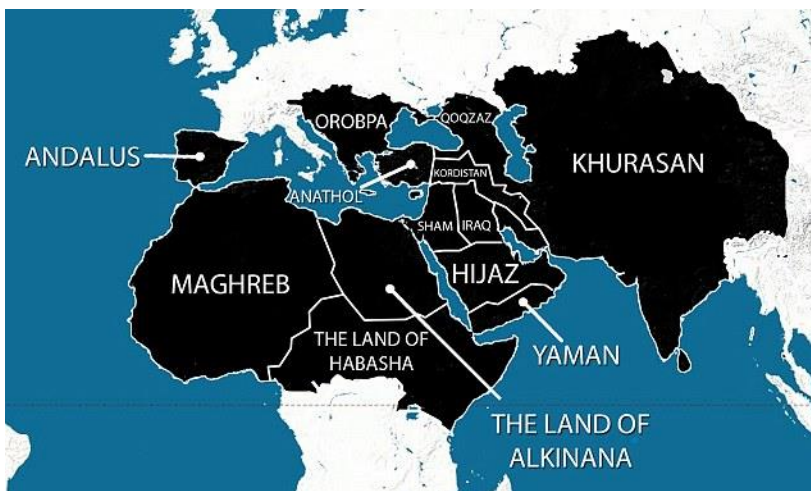 OROBPA
QOQZAZ
ANDALUS
KHURASAN
KORDISTAN
ANATHOL
SHAM
IRAQ
MAGHREB
HIJAZ
THE LAND OF
HABASHA
YAMAN
THE LAND OF
ALKINANA